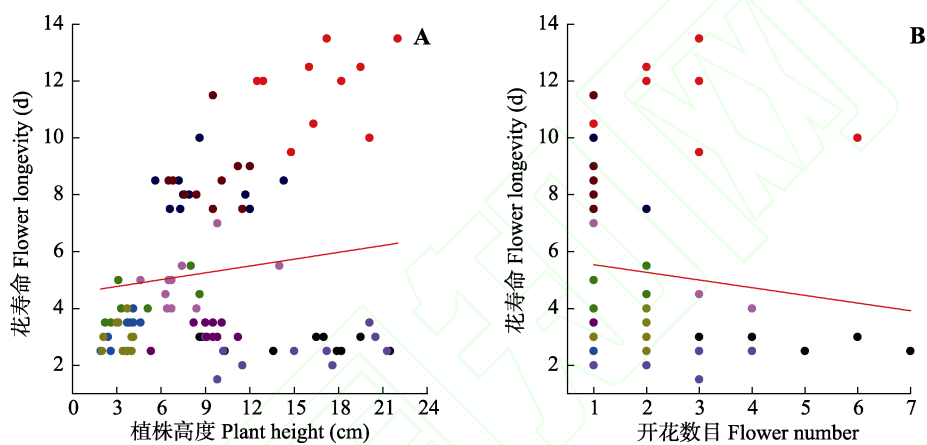 A
花寿命 Flower longevity (d)
14
12
10
8
6
4
2
0 3 6 9 12 15 18 21 24
植株高度 Plant height (cm)
B
花寿命 Flower longevity (d)
14
12
10
8
6
4
2
1 2 3 4 5 6 7
开花数目 Flower number